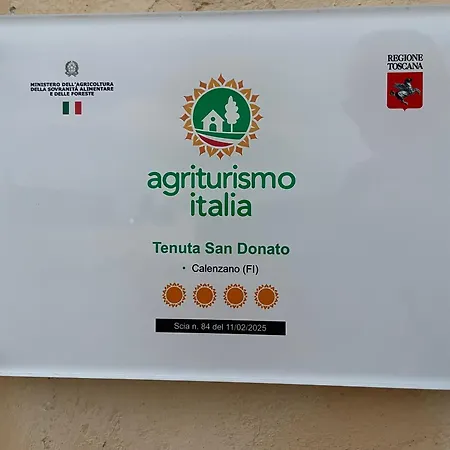 MINISTERO DELL'AGRICOLTURA
DELLA SOVRANITÀ ALIMENTARE
E DELLE FORESTE
REGIONE
TOSCANA
agriturismo
italia
Tenuta San Donato
• Calenzano (FI)
Scia n. 84 del 11/02/2025